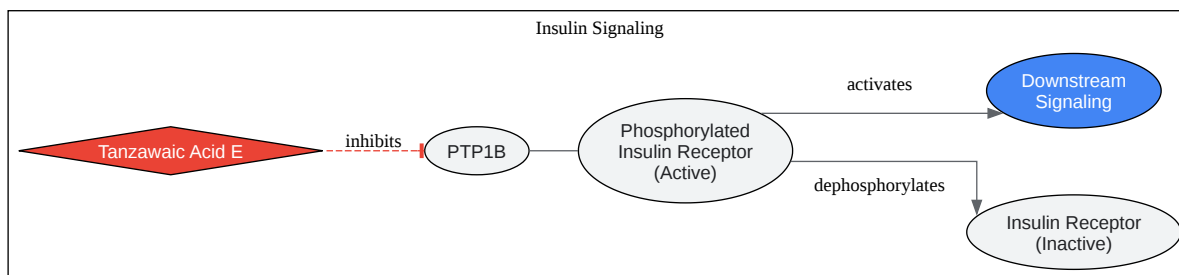 Insulin Signaling
Tanzawaic Acid E
inhibits
PTP1B
Phosphorylated
Insulin Receptor
(Active)
activates
Downstream
Signaling
dephosphorylates
Insulin Receptor
(Inactive)